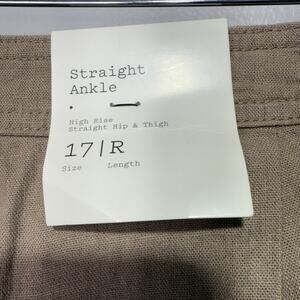 Straight
Ankle
High Rise
Straight Hip & Thigh
17/R
Size Length